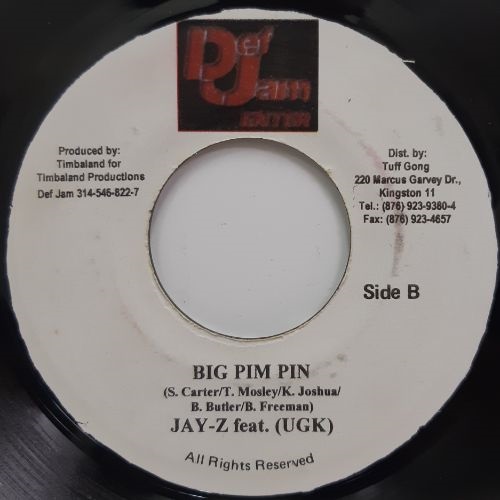 Def
Jam
ENTER
Produced by:
Timbaland for
Timbaland Productions
Def Jam 314-546-822-7
Dist. by:
Tuff Gong
220 Marcus Garvey Dr.,
Kingston 11
Tel.: (876) 923-9380-4
Fax: (876) 923-4657
Side B
BIG PIM PIN
(S. Carter/T. Mosley/K. Joshua/
B. Butler/B. Freeman)
JAY-Z feat. (UGK)
All Rights Reserved